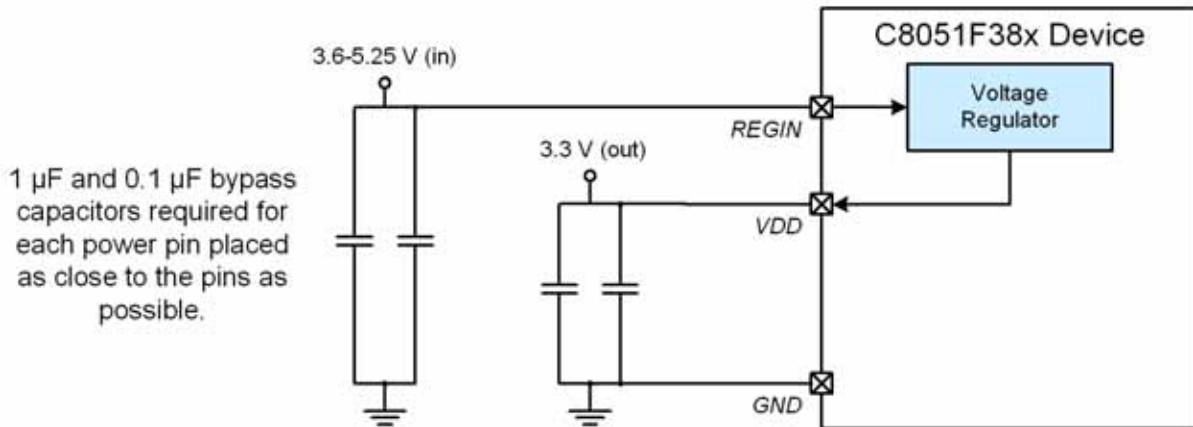 C8051F38x Device
3.6-5.25 V (in)
Voltage
Regulator
REGIN
3.3 V (out)
1 µF and 0.1 µF bypass
capacitors required for
each power pin placed
as close to the pins as
possible.
VDD
GND